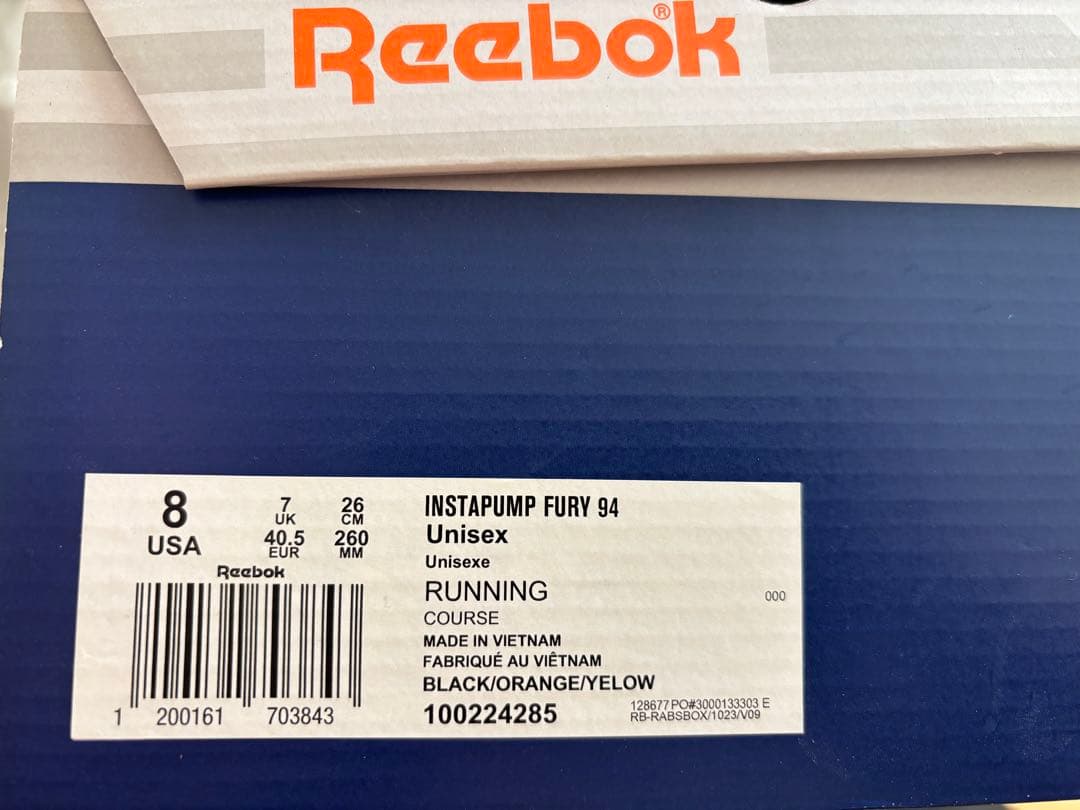 Reebok®
8
USA
7
UK
40.5
EUR
26
CM
260
MM
Reebok
1 200161 703843
INSTAPUMP FURY 94
Unisex
Unisexe
RUNNING
000
COURSE
MADE IN VIETNAM
FABRIQUÉ AU VIÊTNAM
BLACK/ORANGE/YELOW
100224285
128677 PO#3000133303 E
RB-RABSBOX/1023/V09